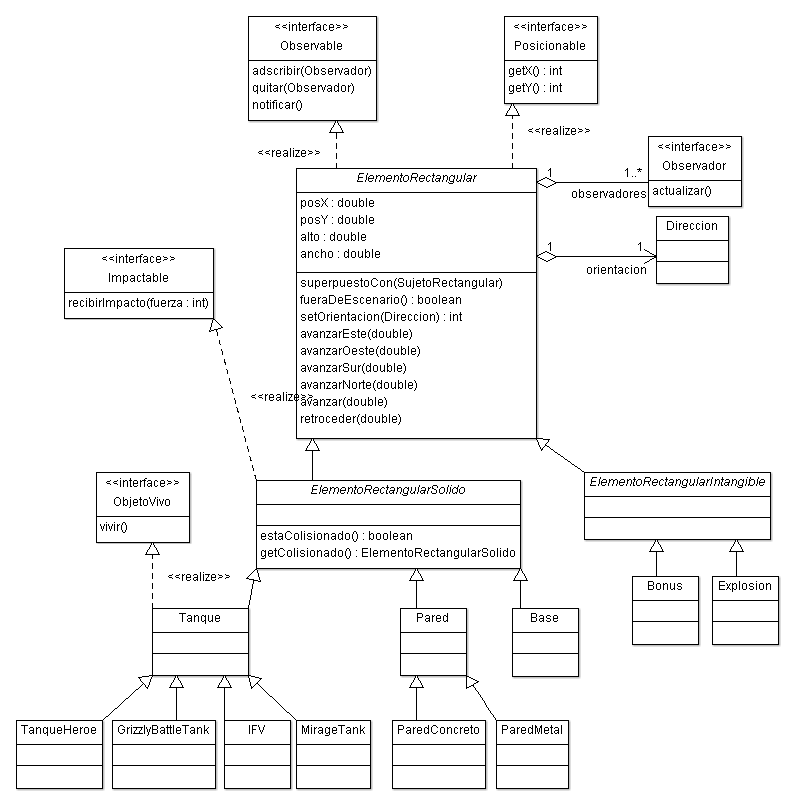 <<interface>>
Observable
adscribir(Observador)
quitar(Observador)
notificar()
<<interface>>
Posicionable
getX() : int
getY() : int
<<realize>>
<<realize>>
<<interface>>
Observador
actualizar()
1
1..*
observadores
ElementoRectangular
posX : double
posY : double
alto : double
ancho : double
superpuestoCon(SujetoRectangular)
fueraDeEscenario() : boolean
setOrientacion(Direccion) : int
avanzarEste(double)
avanzarOeste(double)
avanzarSur(double)
avanzarNorte(double)
avanzar(double)
retroceder(double)
Direccion
1
1
orientacion
<<interface>>
Impactable
recibirImpacto(fuerza : int)
<<realize>>
<<interface>>
ObjetoVivo
vivir()
<<realize>>
ElementoRectangularSolido
estaColisionado() : boolean
getColisionado() : ElementoRectangularSolido
ElementoRectangularIntangible
Bonus
Explosion
Tanque
Pared
Base
TanqueHeroe
GrizzlyBattleTank
IFV
MirageTank
ParedConcreto
ParedMetal